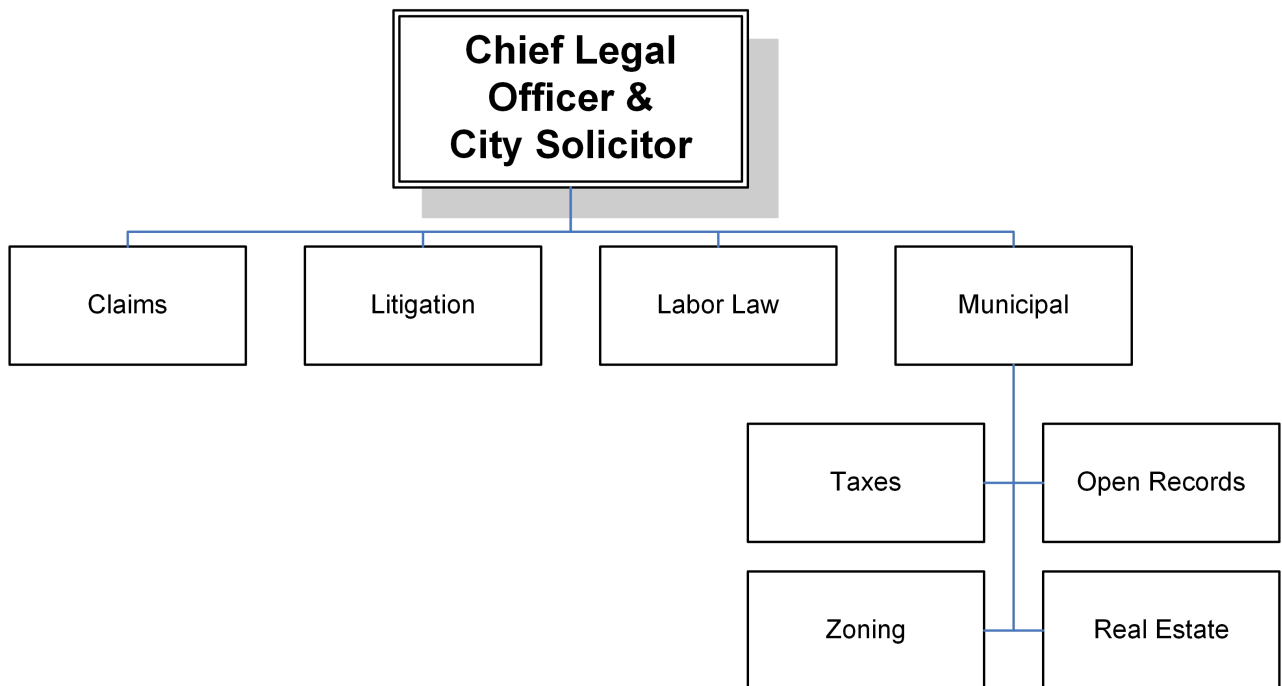 Chief Legal
Officer &
City Solicitor
Claims
Litigation
Labor Law
Municipal
Taxes
Open Records
Zoning
Real Estate